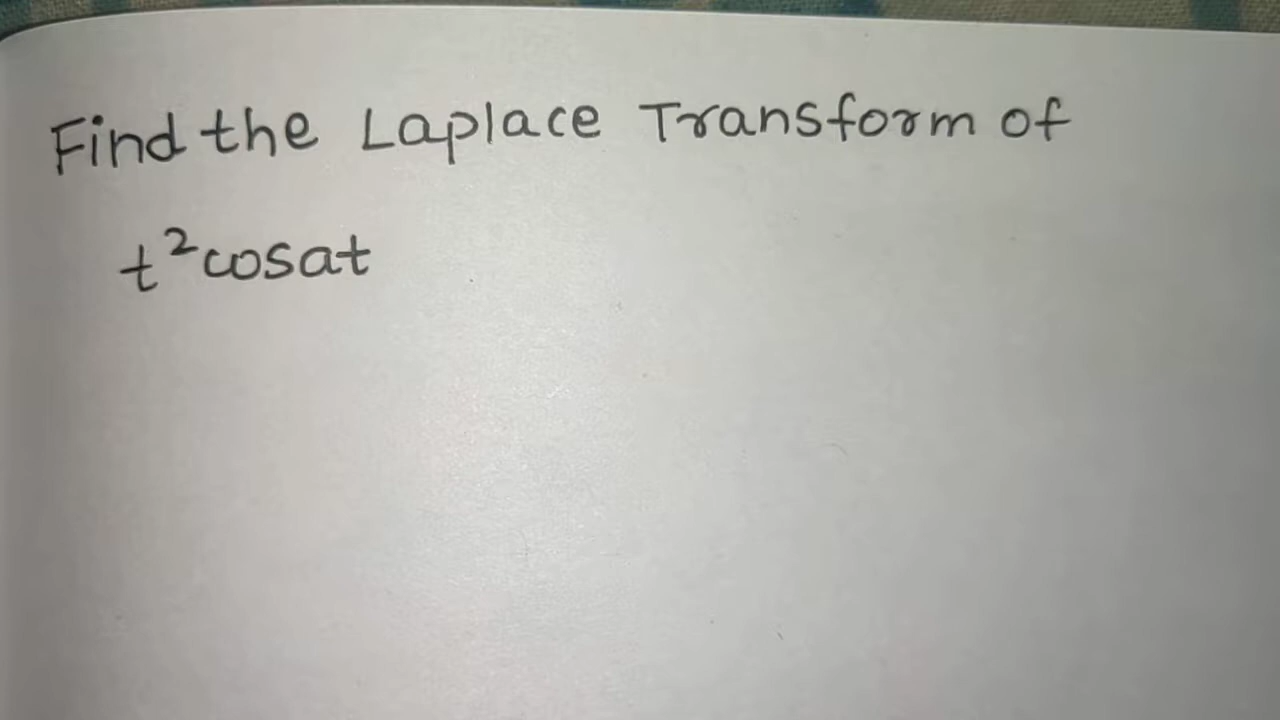 Find the Laplace Transform of
t²cosat